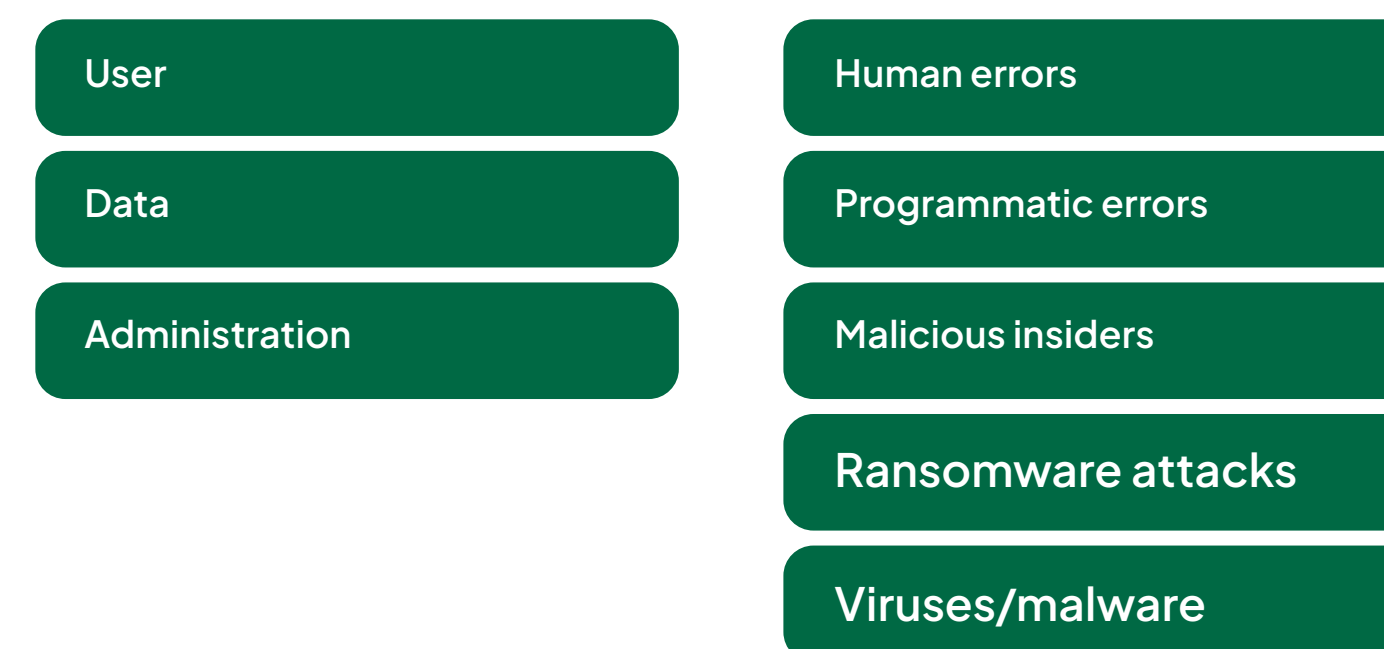 User
Data
Administration
Human errors
Programmatic errors
Malicious insiders
Ransomware attacks
Viruses/malware